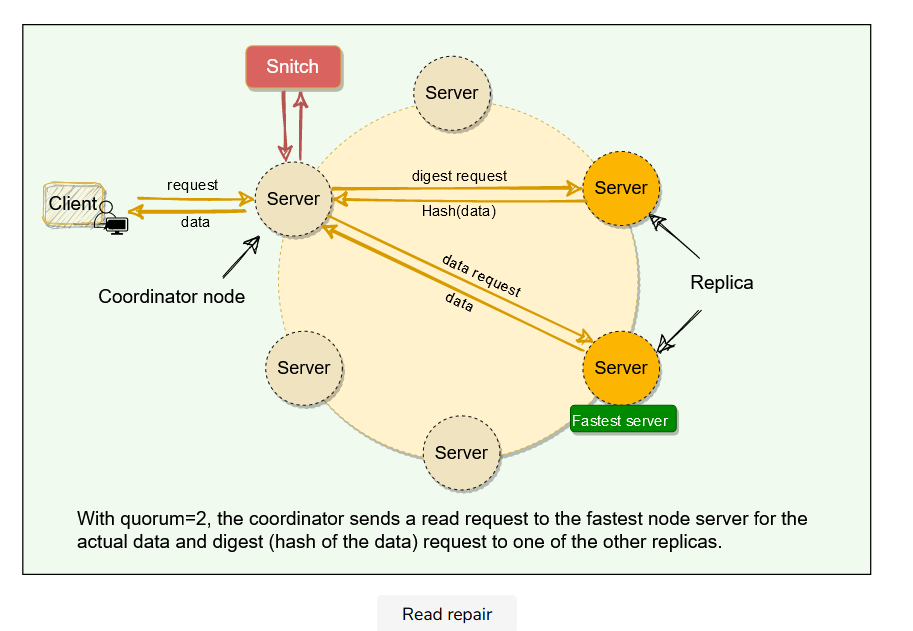 Snitch
Server
request
Client
data
Server
digest request
Hash(data)
Server
data request
data
Coordinator node
Replica
Server
Server
Fastest server
Server
With quorum=2, the coordinator sends a read request to the fastest node server for the
actual data and digest (hash of the data) request to one of the other replicas.
Read repair